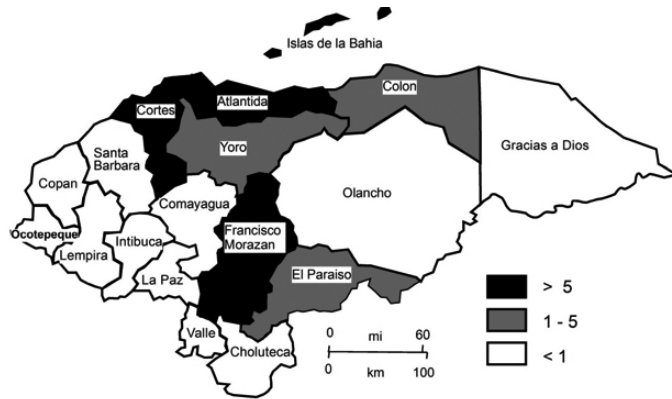 Islas de la Bahia
Colon
Cortes
Atlantida
Yoro
Gracias a Dios
Santa
Barbara
Copan
Olancho
Comayagua
Ocotepeque
Lempira
Intibuca
Francisco
Morazan
La Paz
El Paraiso
Valle
Choluteca
> 5
1 - 5
< 1
0 mi 60
0 km 100